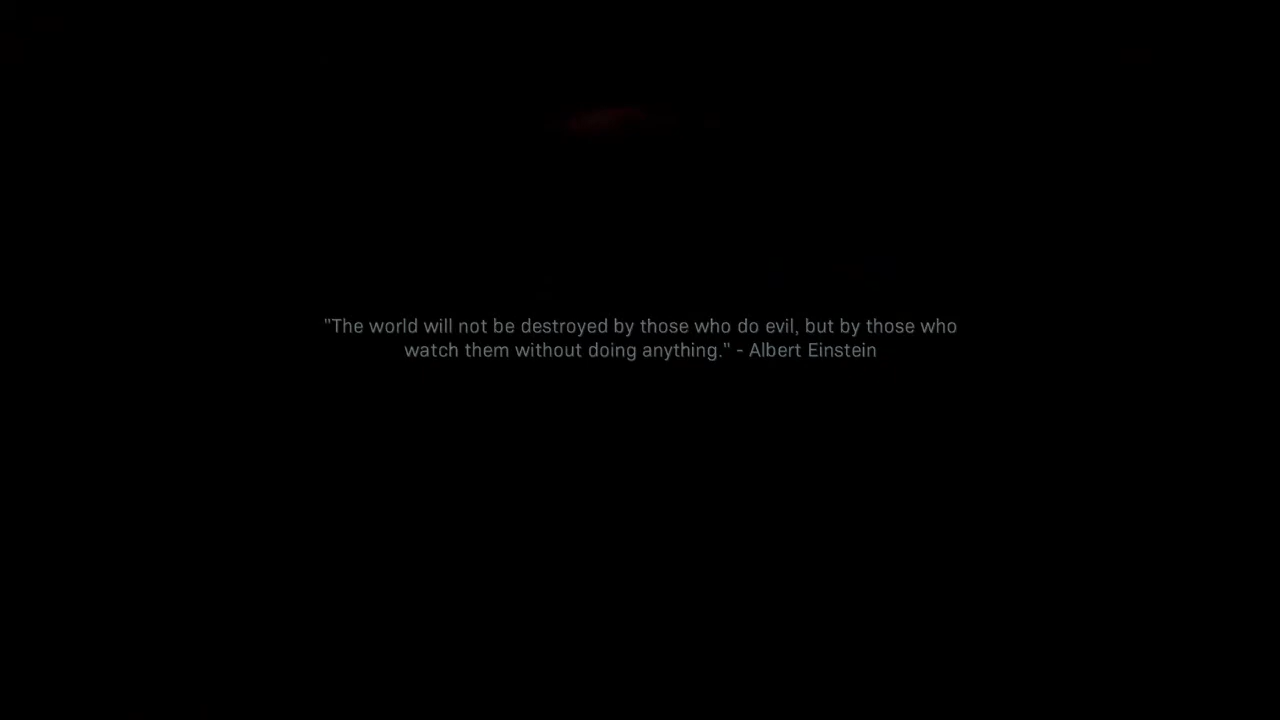 "The world will not be destroyed by those who do evil, but by those who
watch them without doing anything." - Albert Einstein